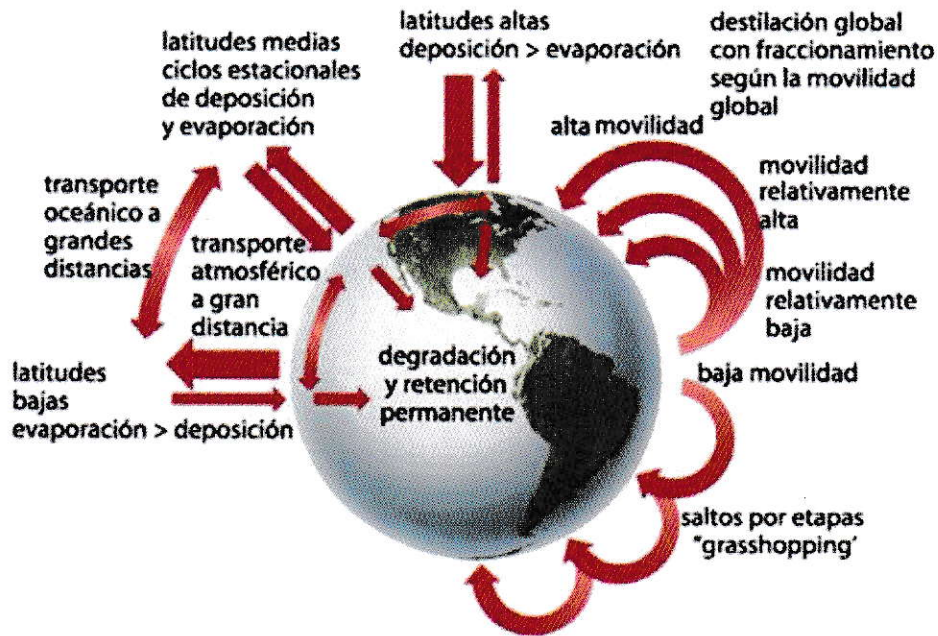 latitudes medias
ciclos estacionales
de deposición
y evaporación
latitudes altas
deposición > evaporación
destilación global
con fraccionamiento
según la movilidad
global
alta movilidad
movilidad
relativamente
alta
movilidad
relativamente
baja
transporte
oceánico a
grandes
distancias
transporte
atmosférico
a gran
distancia
latitudes
bajas
evaporación > deposición
degradación
y retención
permanente
baja movilidad
saltos por etapas
"grasshopping'